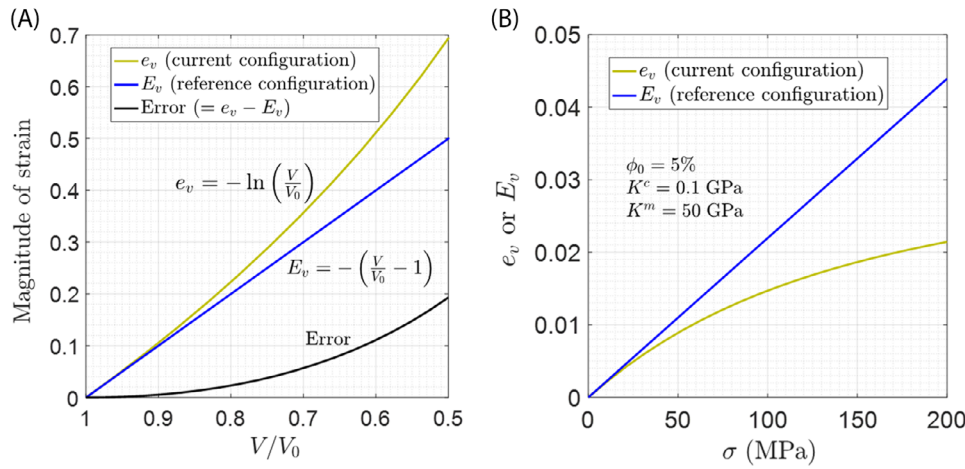 (A)
0.7
0.6
0.5
0.4
0.3
0.2
0.1
0
Magnitude of strain
e_v (current configuration)
E_v (reference configuration)
Error (= e_v − E_v)
e_v = −ln(V/V_0)
E_v = −(V/V_0 − 1)
Error
1 0.9 0.8 0.7 0.6 0.5
V/V_0
(B)
0.05
0.04
0.03
0.02
0.01
0
e_v or E_v
e_v (current configuration)
E_v (reference configuration)
ϕ_0 = 5%
K^c = 0.1 GPa
K^m = 50 GPa
0 50 100 150 200
σ (MPa)